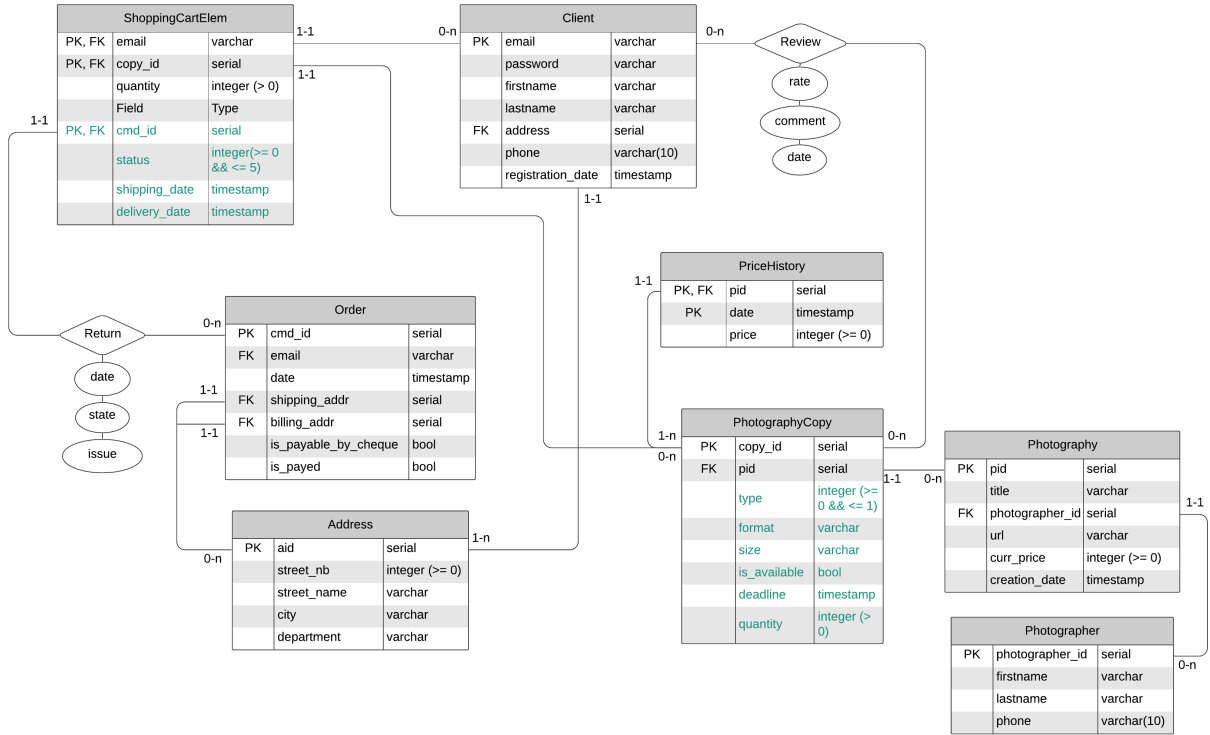 ShoppingCartElem
PK, FK email varchar
PK, FK copy_id serial
quantity integer (> 0)
Field Type
PK, FK cmd_id serial
status integer(>= 0
&& <= 5)
shipping_date timestamp
delivery_date timestamp
1-1
0-n
1-1
1-1
Client
PK email varchar
password varchar
firstname varchar
lastname varchar
FK address serial
phone varchar(10)
registration_date timestamp
0-n
1-1
Review
rate
comment
date
PriceHistory
PK, FK pid serial
PK date timestamp
price integer (>= 0)
1-1
Return
date
state
issue
0-n
Order
PK cmd_id serial
FK email varchar
date timestamp
FK shipping_addr serial
FK billing_addr serial
is_payable_by_cheque bool
is_payed bool
1-1
1-1
0-n
Address
PK aid serial
street_nb integer (>= 0)
street_name varchar
city varchar
department varchar
1-n
1-n
0-n
PhotographyCopy
PK copy_id serial
FK pid serial
type integer (>=
0 && <= 1)
format varchar
size varchar
is_available bool
deadline timestamp
quantity integer (>
0)
0-n
1-1
0-n
Photography
PK pid serial
title varchar
FK photographer_id serial
url varchar
curr_price integer (>= 0)
creation_date timestamp
1-1
Photographer
PK photographer_id serial
firstname varchar
lastname varchar
phone varchar(10)
0-n